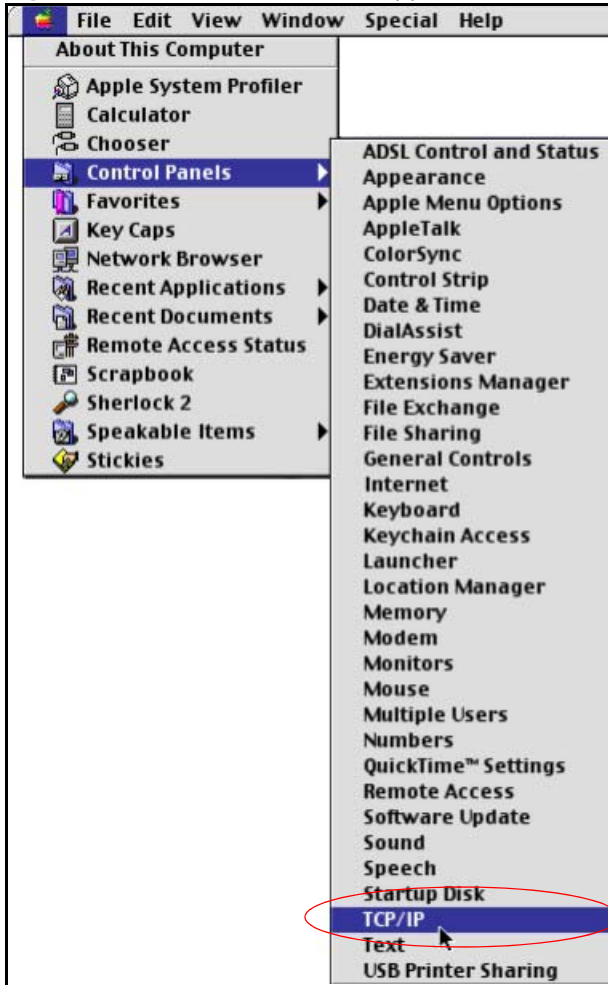 File Edit View Window Special Help
About This Computer
Apple System Profiler
Calculator
Chooser
Control Panels
Favorites
Key Caps
Network Browser
Recent Applications
Recent Documents
Remote Access Status
Scrapbook
Sherlock 2
Speakable Items
Stickies
ADSL Control and Status
Appearance
Apple Menu Options
AppleTalk
ColorSync
Control Strip
Date & Time
DialAssist
Energy Saver
Extensions Manager
File Exchange
File Sharing
General Controls
Internet
Keyboard
Keychain Access
Launcher
Location Manager
Memory
Modem
Monitors
Mouse
Multiple Users
Numbers
QuickTime™ Settings
Remote Access
Software Update
Sound
Speech
Startup Disk
TCP/IP
Text
USB Printer Sharing